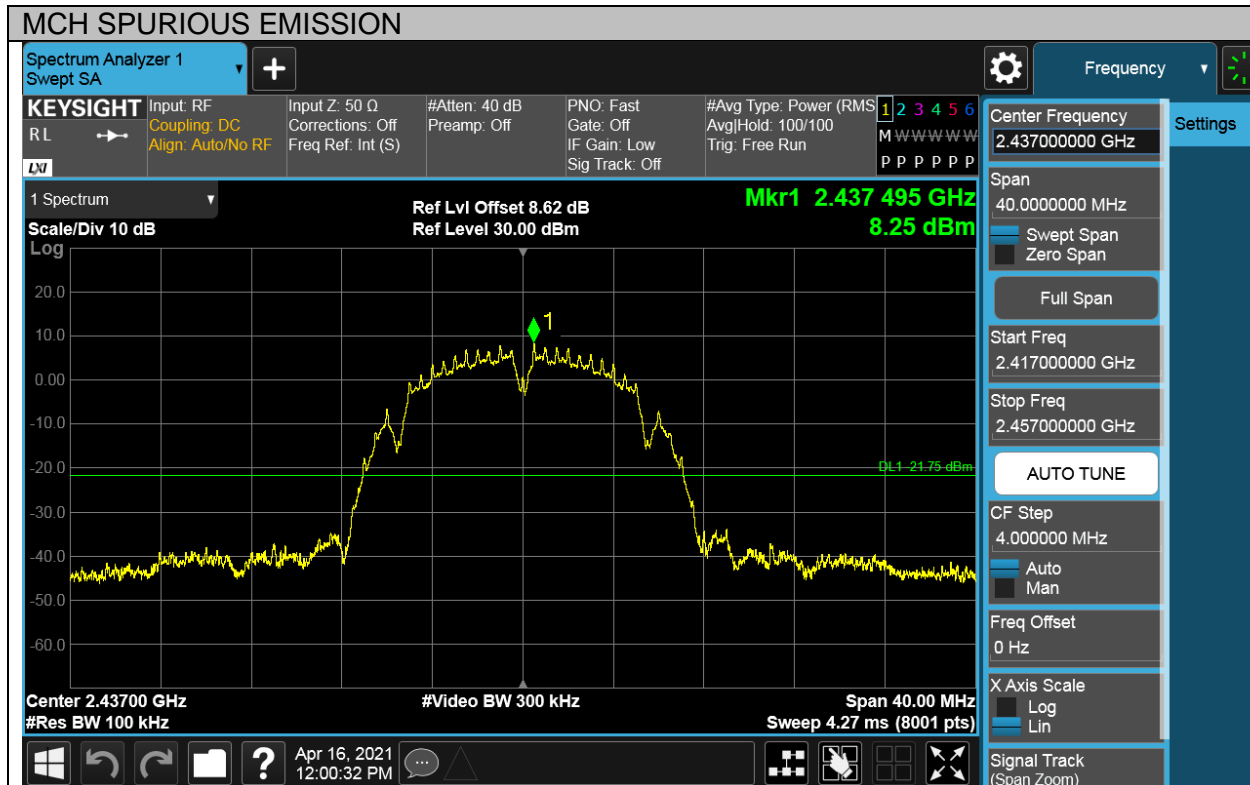 MCH SPURIOUS EMISSION
Spectrum Analyzer 1
Swept SA
Frequency
KEYSIGHT
RL
LXI
Input: RF
Coupling: DC
Align: Auto/No RF
Input Z: 50 Ω
Corrections: Off
Freq Ref: Int (S)
#Atten: 40 dB
Preamp: Off
PNO: Fast
Gate: Off
IF Gain: Low
Sig Track: Off
#Avg Type: Power (RMS
Avg|Hold: 100/100
Trig: Free Run
1 2 3 4 5 6
M W W W W W
P P P P P P
Center Frequency
2.437000000 GHz
Settings
1 Spectrum
Scale/Div 10 dB
Log
Ref Lvl Offset 8.62 dB
Ref Level 30.00 dBm
Mkr1 2.437 495 GHz
8.25 dBm
20.0
10.0
0.00
-10.0
-20.0
-30.0
-40.0
-50.0
-60.0
1
DL1 -21.75 dBm
Center 2.43700 GHz
#Res BW 100 kHz
#Video BW 300 kHz
Span 40.00 MHz
Sweep 4.27 ms (8001 pts)
Span
40.0000000 MHz
Swept Span
Zero Span
Full Span
Start Freq
2.417000000 GHz
Stop Freq
2.457000000 GHz
AUTO TUNE
CF Step
4.000000 MHz
Auto
Man
Freq Offset
0 Hz
X Axis Scale
Log
Lin
Signal Track
(Span Zoom)
?
Apr 16, 2021
12:00:32 PM